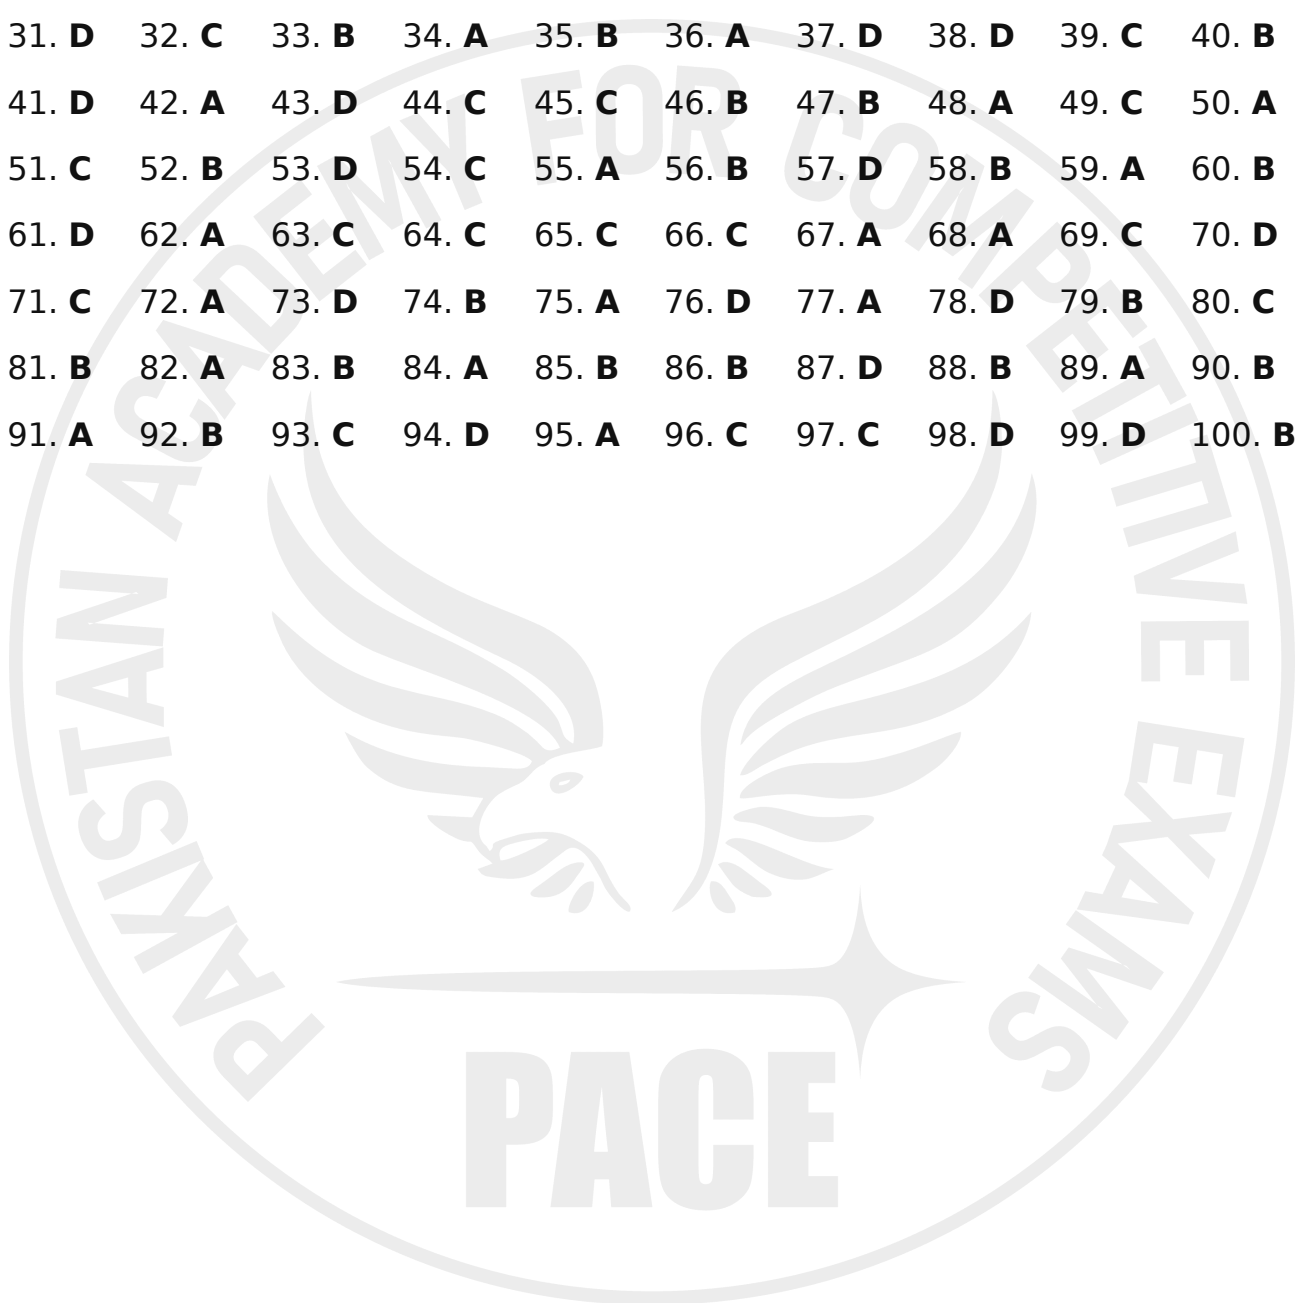 31. D 32. C 33. B 34. A 35. B 36. A 37. D 38. D 39. C 40. B
41. D 42. A 43. D 44. C 45. C 46. B 47. B 48. A 49. C 50. A
51. C 52. B 53. D 54. C 55. A 56. B 57. D 58. B 59. A 60. B
61. D 62. A 63. C 64. C 65. C 66. C 67. A 68. A 69. C 70. D
71. C 72. A 73. D 74. B 75. A 76. D 77. A 78. D 79. B 80. C
81. B 82. A 83. B 84. A 85. B 86. B 87. D 88. B 89. A 90. B
91. A 92. B 93. C 94. D 95. A 96. C 97. C 98. D 99. D 100. B
PAKISTAN ACADEMY FOR COMPETITIVE EXAMS
PACE